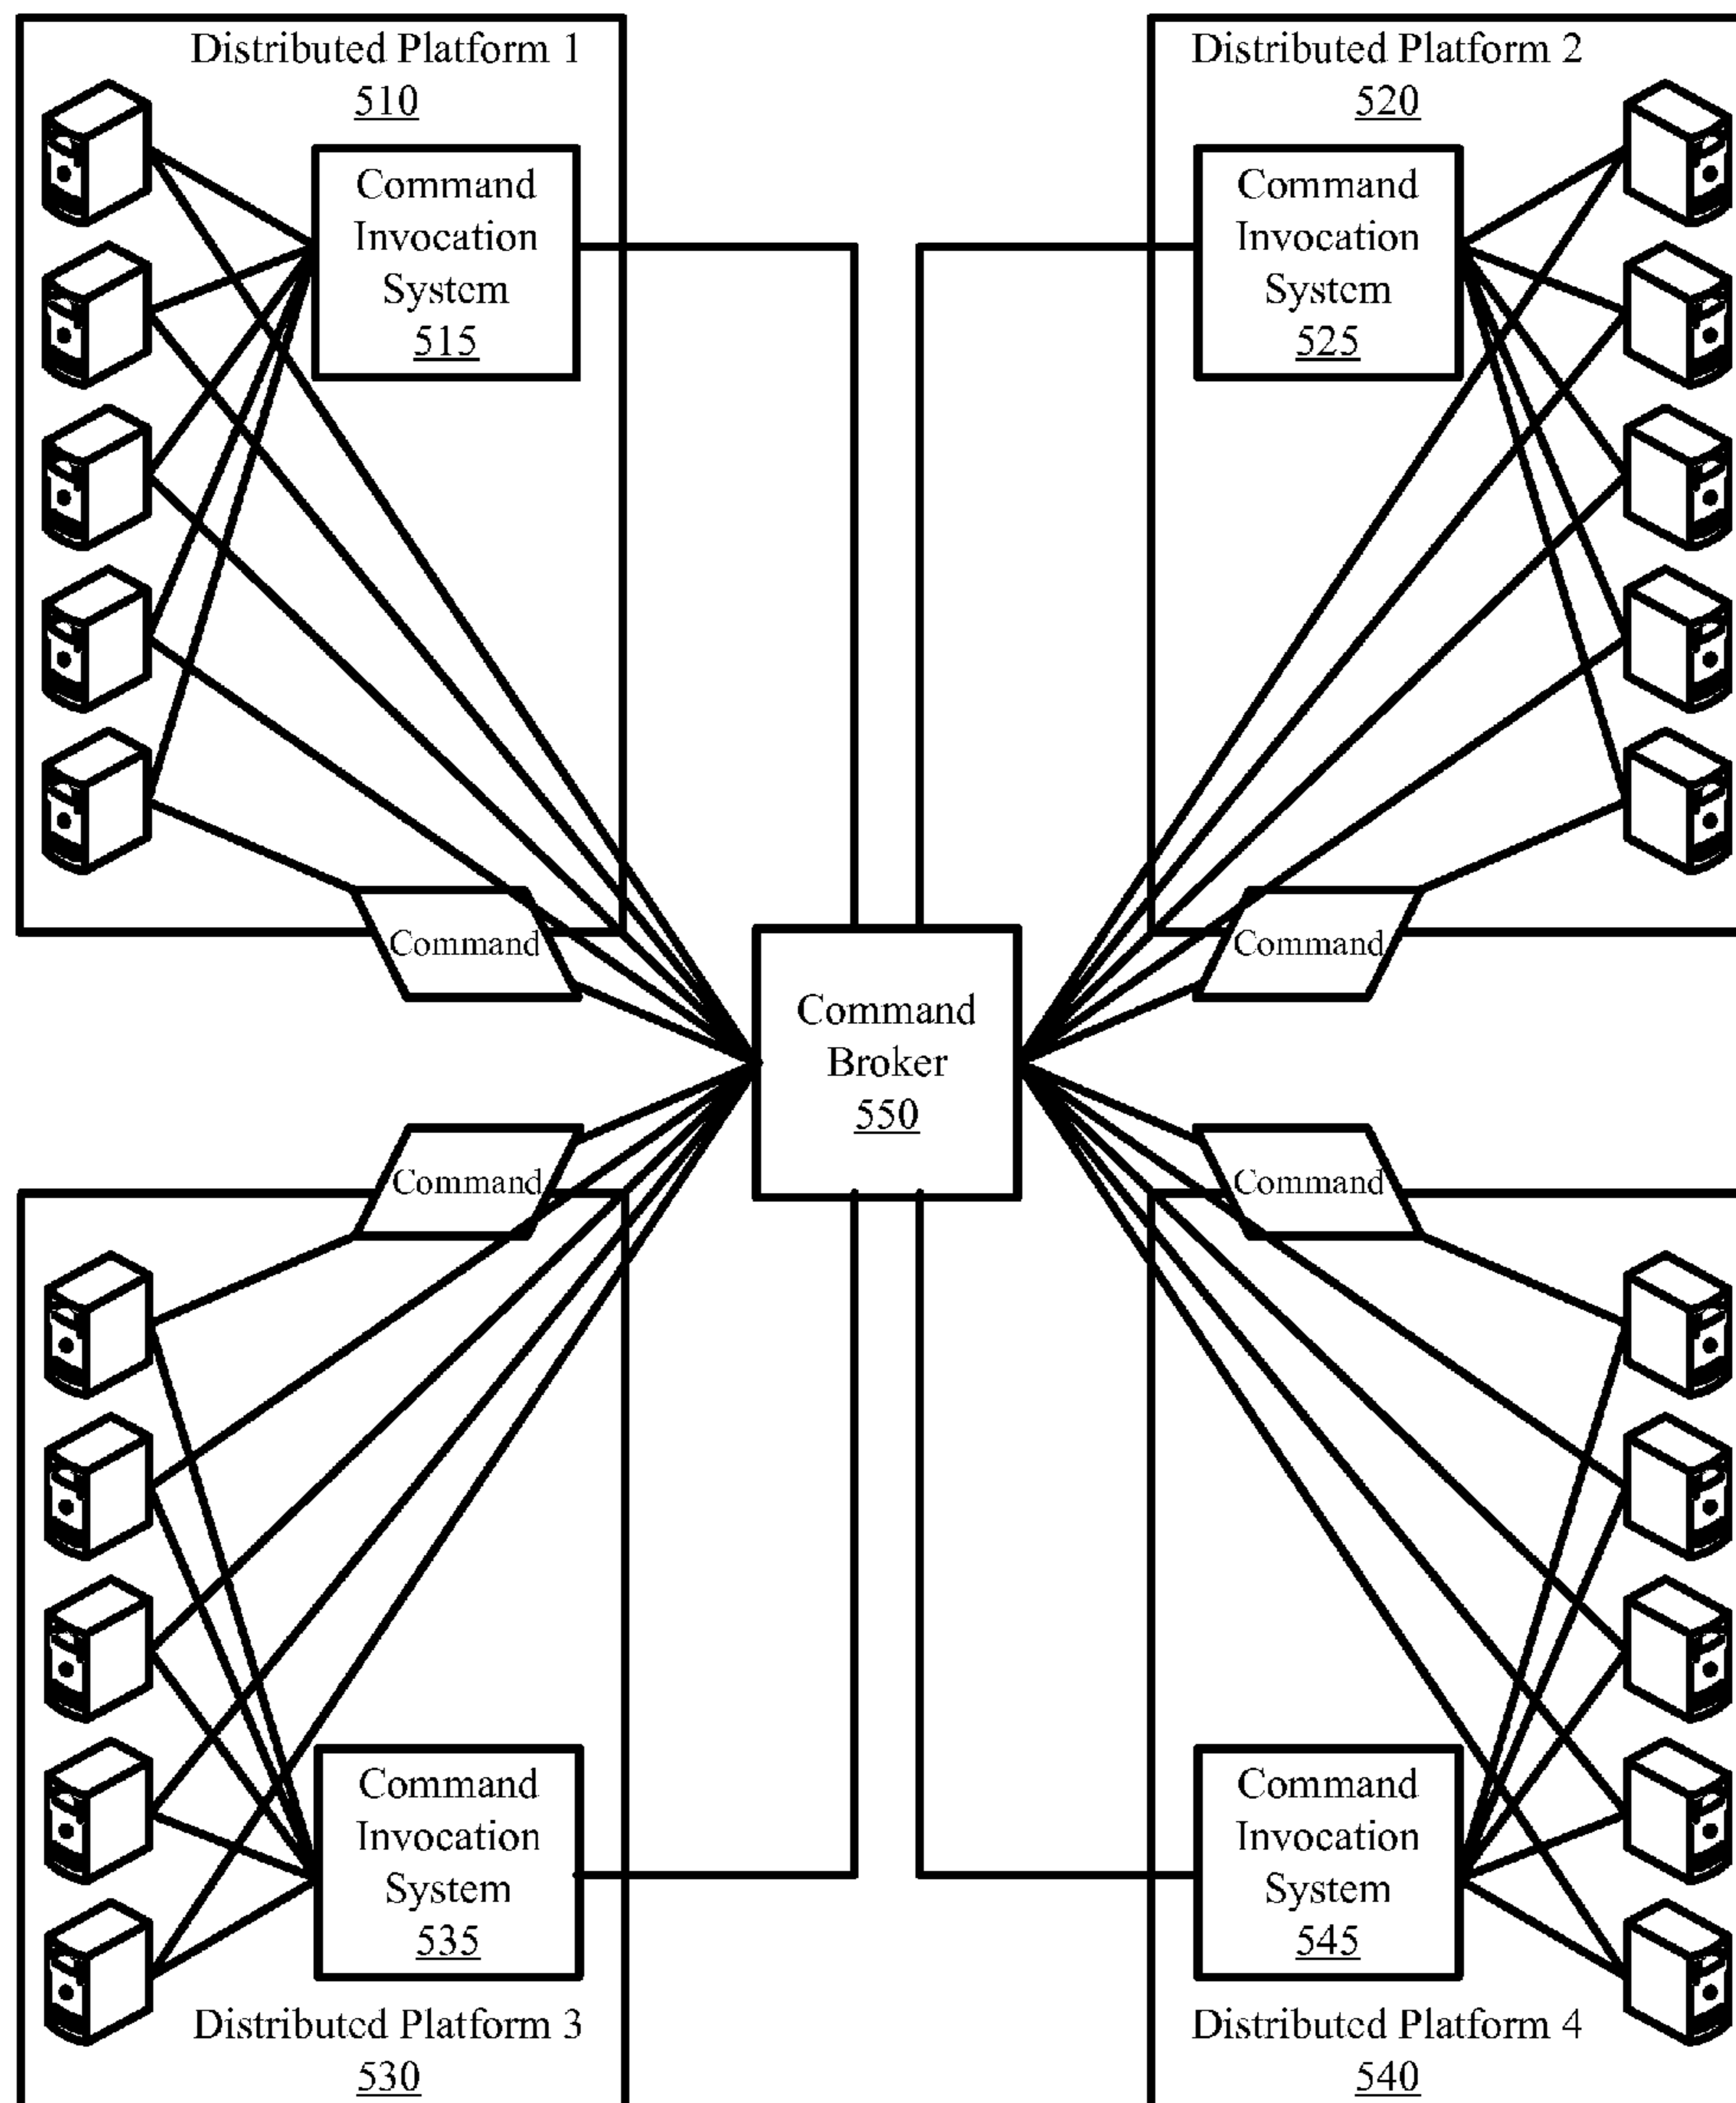 Distributed Platform 1
510
Command
Invocation
System
515
Distributed Platform 2
520
Command
Invocation
System
525
Command
Command
Command
Broker
550
Command
Command
Command
Invocation
System
535
Distributed Platform 3
530
Command
Invocation
System
545
Distributed Platform 4
540